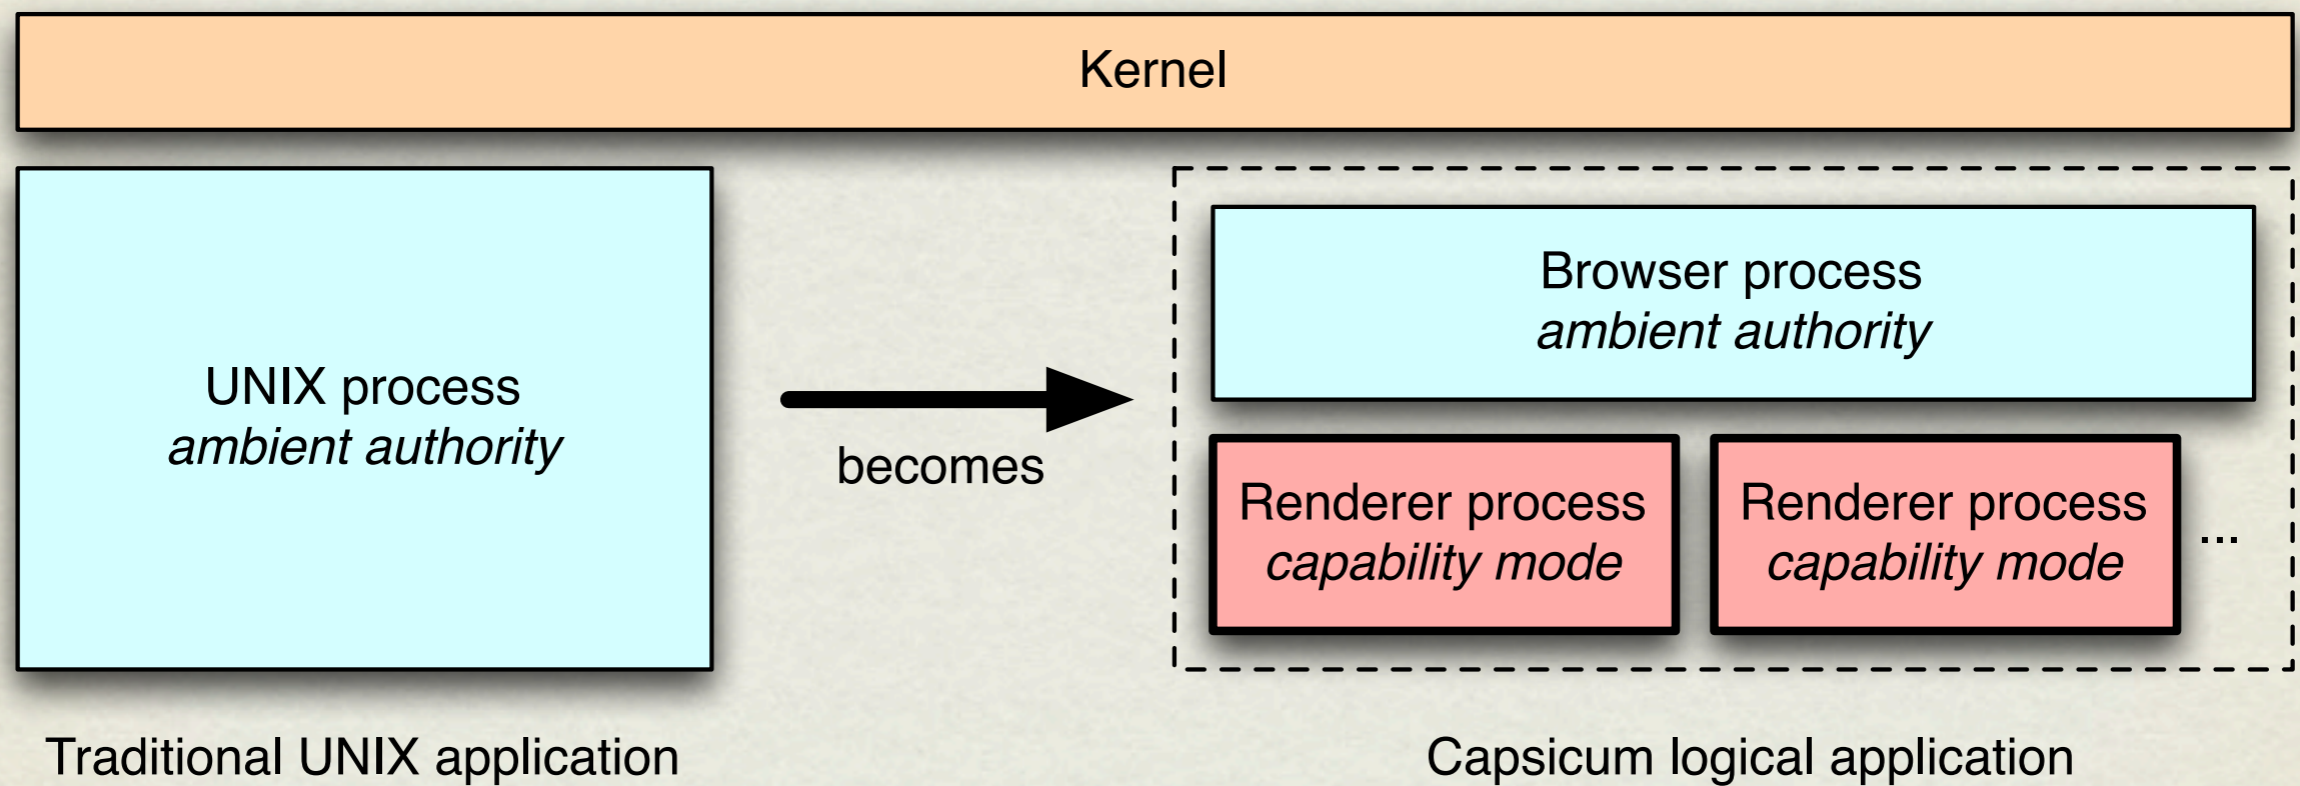 Kernel
UNIX process
ambient authority
becomes
Browser process
ambient authority
Renderer process
capability mode
Renderer process
capability mode
...
Traditional UNIX application
Capsicum logical application